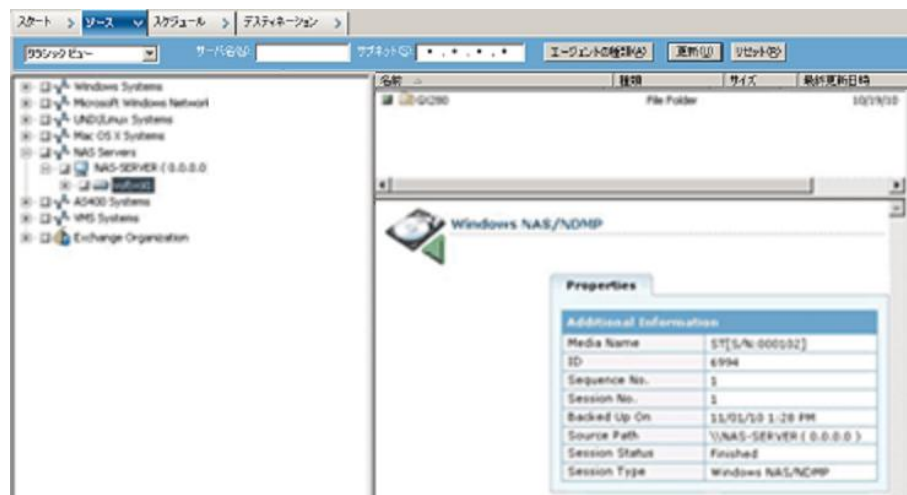 スタート > ソース スケジュール > デスティネーション >
クラシック ビュー サーバ名(V) サブネット(S) エージェントの種類(A) 更新(U) リセット(R)
Windows Systems
Microsoft Windows Network
UNIX/Linux Systems
Mac OS X Systems
NAS Servers
NAS-SERVER ( 0.0.0.0
AS400 Systems
VMS Systems
Exchange Organization
名前 種類 サイズ 最終更新日時
GX280 File Folder 10/19/10
Windows NAS/NDMP
Properties
Additional Information
Media Name ST[S/N:000102]
ID 6994
Sequence No. 1
Session No. 1
Backed Up On 11/01/10 1:28 PM
Source Path \\NAS-SERVER ( 0.0.0.0 )
Session Status Finished
Session Type Windows NAS/NDMP